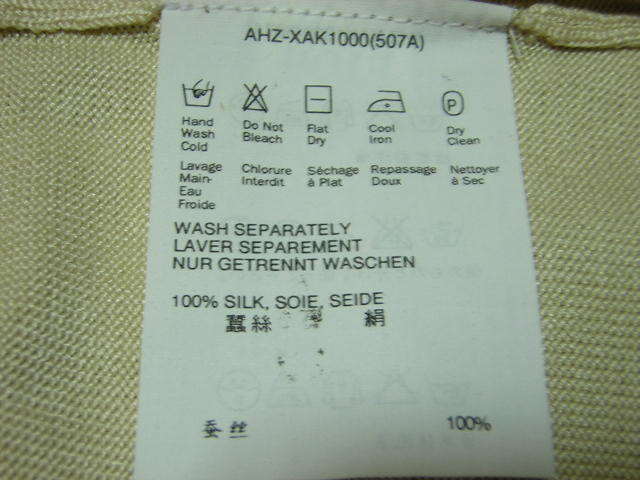 AHZ-XAK1000(507A)
P
Hand Wash Cold
Do Not Bleach
Flat Dry
Cool Iron
Dry Clean
Lavage Main- Eau Froide
Chlorure Interdit
Séchage à Plat
Repassage Doux
Nettoyer à Sec
WASH SEPARATELY
LAVER SEPAREMENT
NUR GETRENNT WASCHEN
100% SILK, SOIE, SEIDE
蠶絲 絹
蚕丝 100%